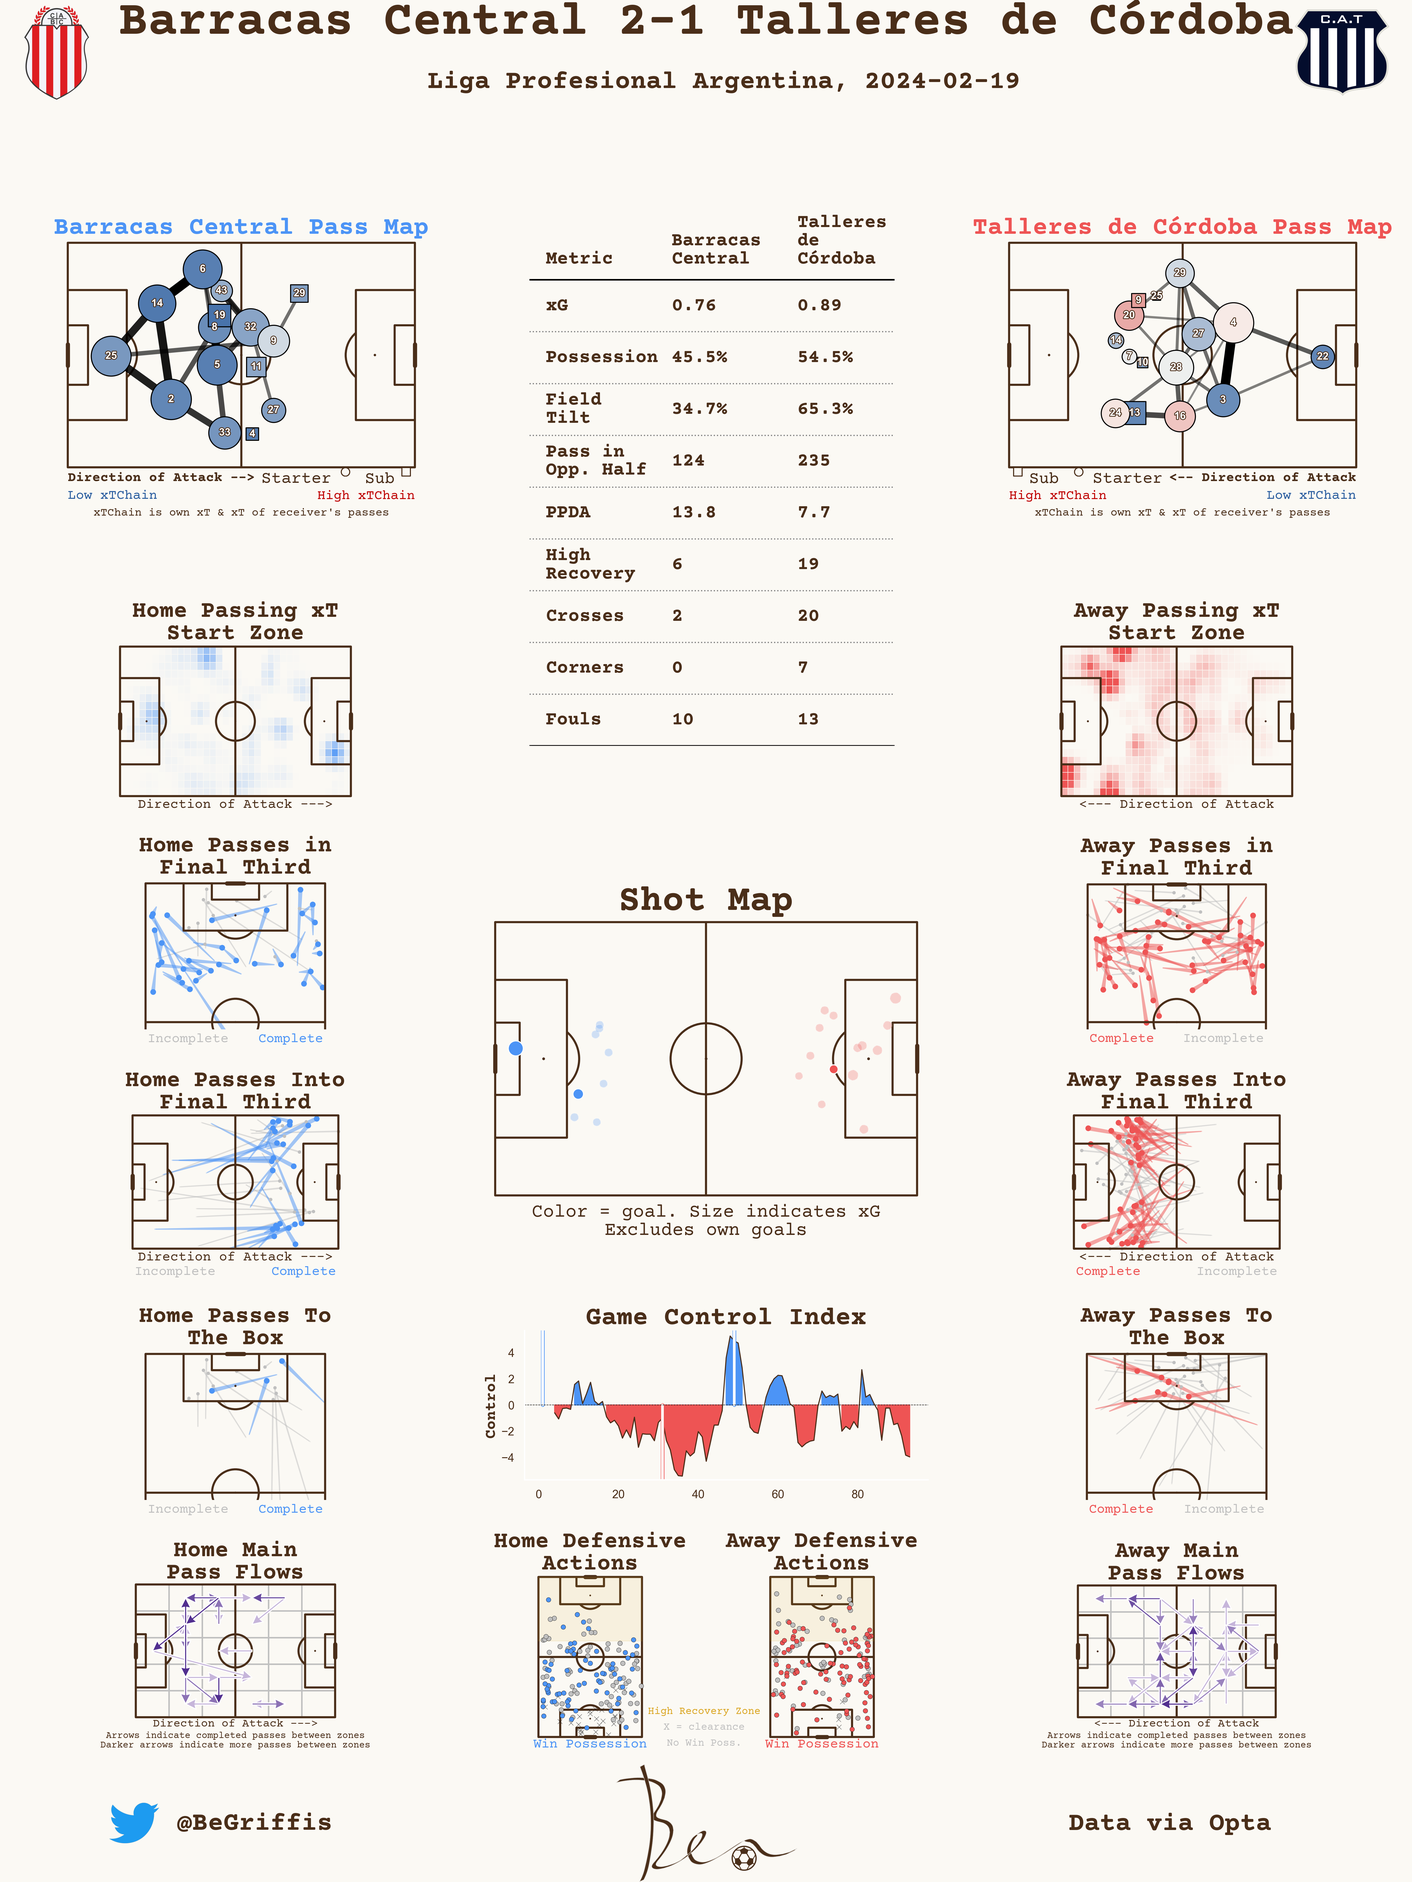 Barracas Central 2-1 Talleres de Córdoba
C.A.T
Liga Profesional Argentina, 2024-02-19
Barracas Central Pass Map
6
43
29
14
19
8
32
9
25
5
11
2
27
33
4
Direction of Attack --> Starter Sub
Low xTChain High xTChain
xTChain is own xT & xT of receiver's passes
Metric Barracas Central Talleres de Córdoba
xG 0.76 0.89
Possession 45.5% 54.5%
Field Tilt 34.7% 65.3%
Pass in Opp. Half 124 235
PPDA 13.8 7.7
High Recovery 6 19
Crosses 2 20
Corners 0 7
Fouls 10 13
Talleres de Córdoba Pass Map
29
9
25
20
4
27
14
7
10
22
28
3
24
13
16
Sub Starter <-- Direction of Attack
High xTChain Low xTChain
xTChain is own xT & xT of receiver's passes
Home Passing xT
Start Zone
Direction of Attack --->
Away Passing xT
Start Zone
<--- Direction of Attack
Home Passes in
Final Third
Incomplete Complete
Away Passes in
Final Third
Complete Incomplete
Shot Map
Color = goal. Size indicates xG
Excludes own goals
Home Passes Into
Final Third
Direction of Attack --->
Incomplete Complete
Away Passes Into
Final Third
<--- Direction of Attack
Complete Incomplete
Home Passes To
The Box
Incomplete Complete
Game Control Index
Control
4
2
0
−2
−4
0 20 40 60 80
Away Passes To
The Box
Complete Incomplete
Home Main
Pass Flows
Direction of Attack --->
Arrows indicate completed passes between zones
Darker arrows indicate more passes between zones
Home Defensive
Actions
Win Possession
Away Defensive
Actions
Win Possession
High Recovery Zone
X = clearance
No Win Poss.
Away Main
Pass Flows
<--- Direction of Attack
Arrows indicate completed passes between zones
Darker arrows indicate more passes between zones
@BeGriffis
Ben
Data via Opta